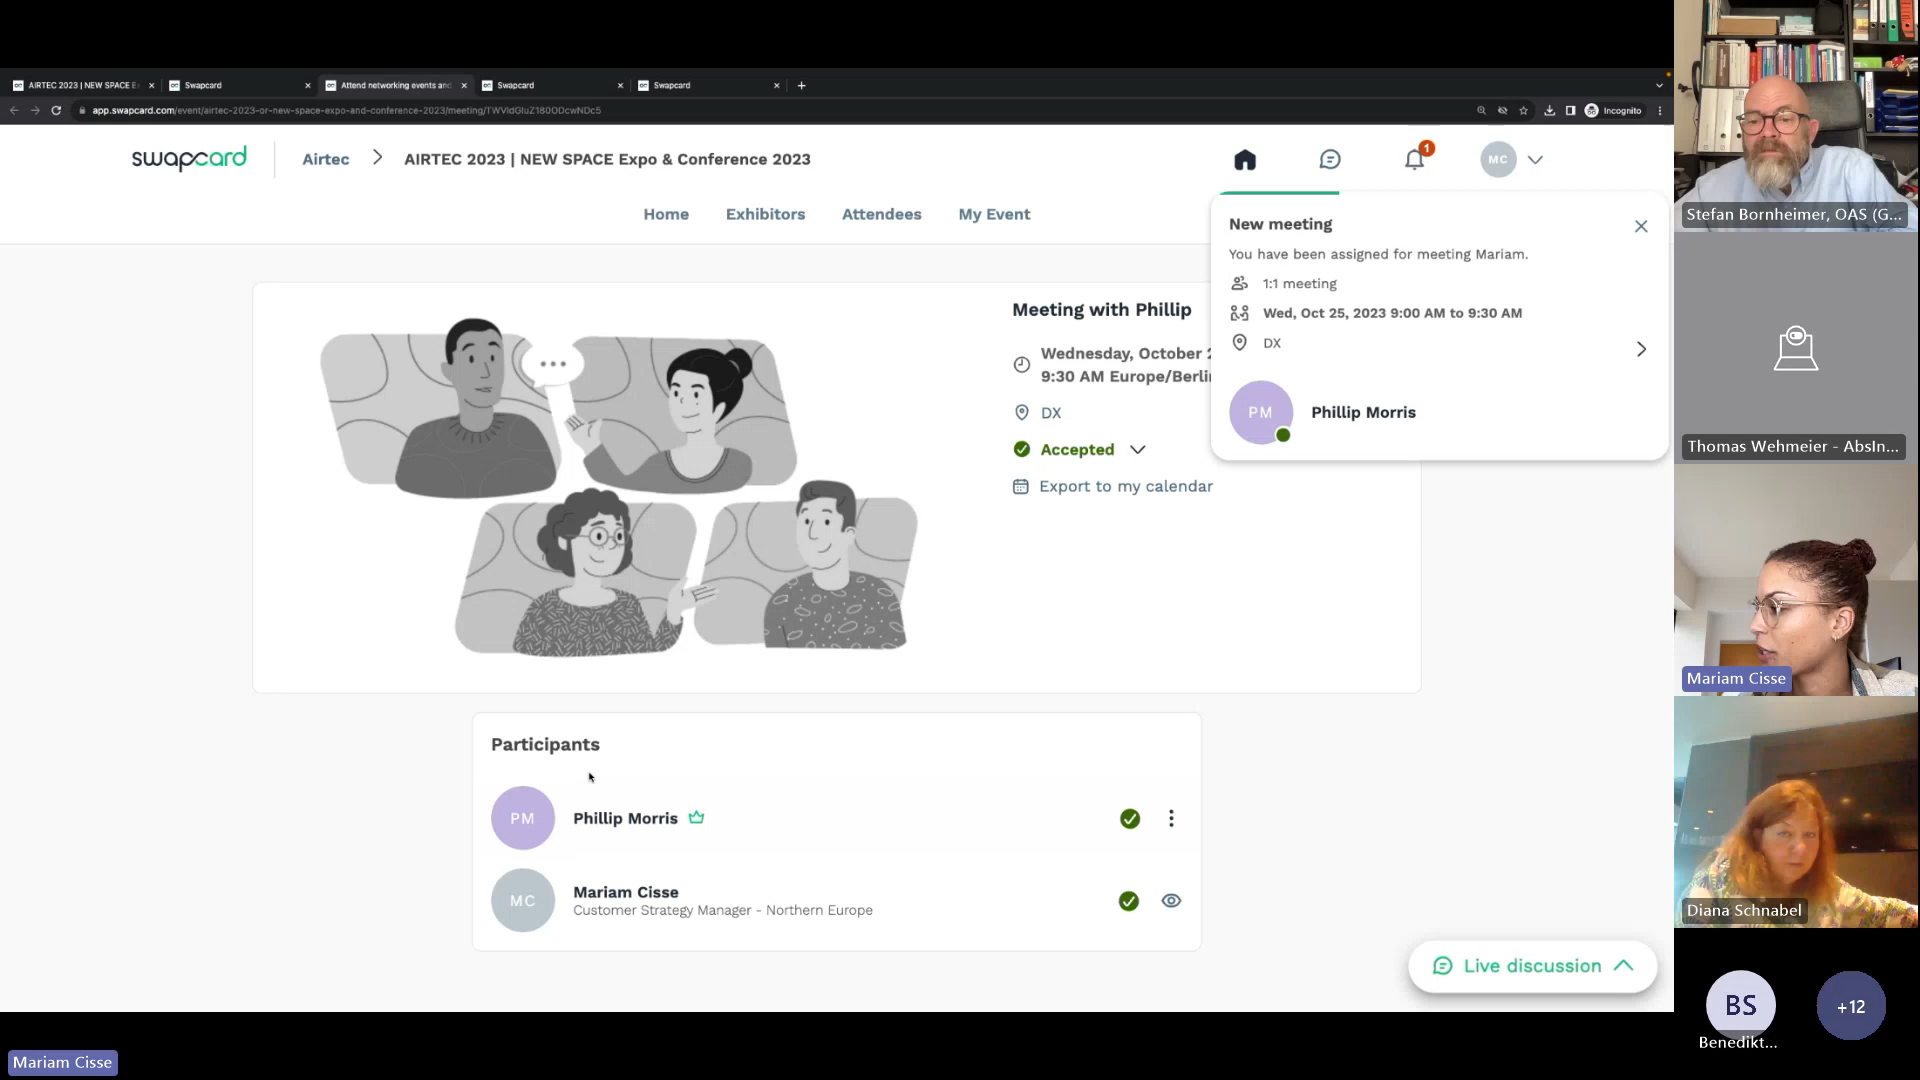 AIRTEC 2023 | NEW SPACE E
Swapcard
Attend networking events and
Swapcard
Swapcard
app.swapcard.com/event/airtec-2023-or-new-space-expo-and-conference-2023/meeting/
Incognito
swapcard
Airtec
AIRTEC 2023 | NEW SPACE Expo & Conference 2023
1
MC
Home
Exhibitors
Attendees
My Event
New meeting
You have been assigned for meeting Mariam.
1:1 meeting
Wed, Oct 25, 2023 9:00 AM to 9:30 AM
DX
PM
Phillip Morris
Meeting with Phillip
Wednesday, October 2
9:30 AM Europe/Berli
DX
Accepted
Export to my calendar
Participants
PM
Phillip Morris
MC
Mariam Cisse
Customer Strategy Manager - Northern Europe
Live discussion
Stefan Bornheimer, OAS (G...
Thomas Wehmeier - AbsIn...
Mariam Cisse
Diana Schnabel
BS
Benedikt...
+12
Mariam Cisse